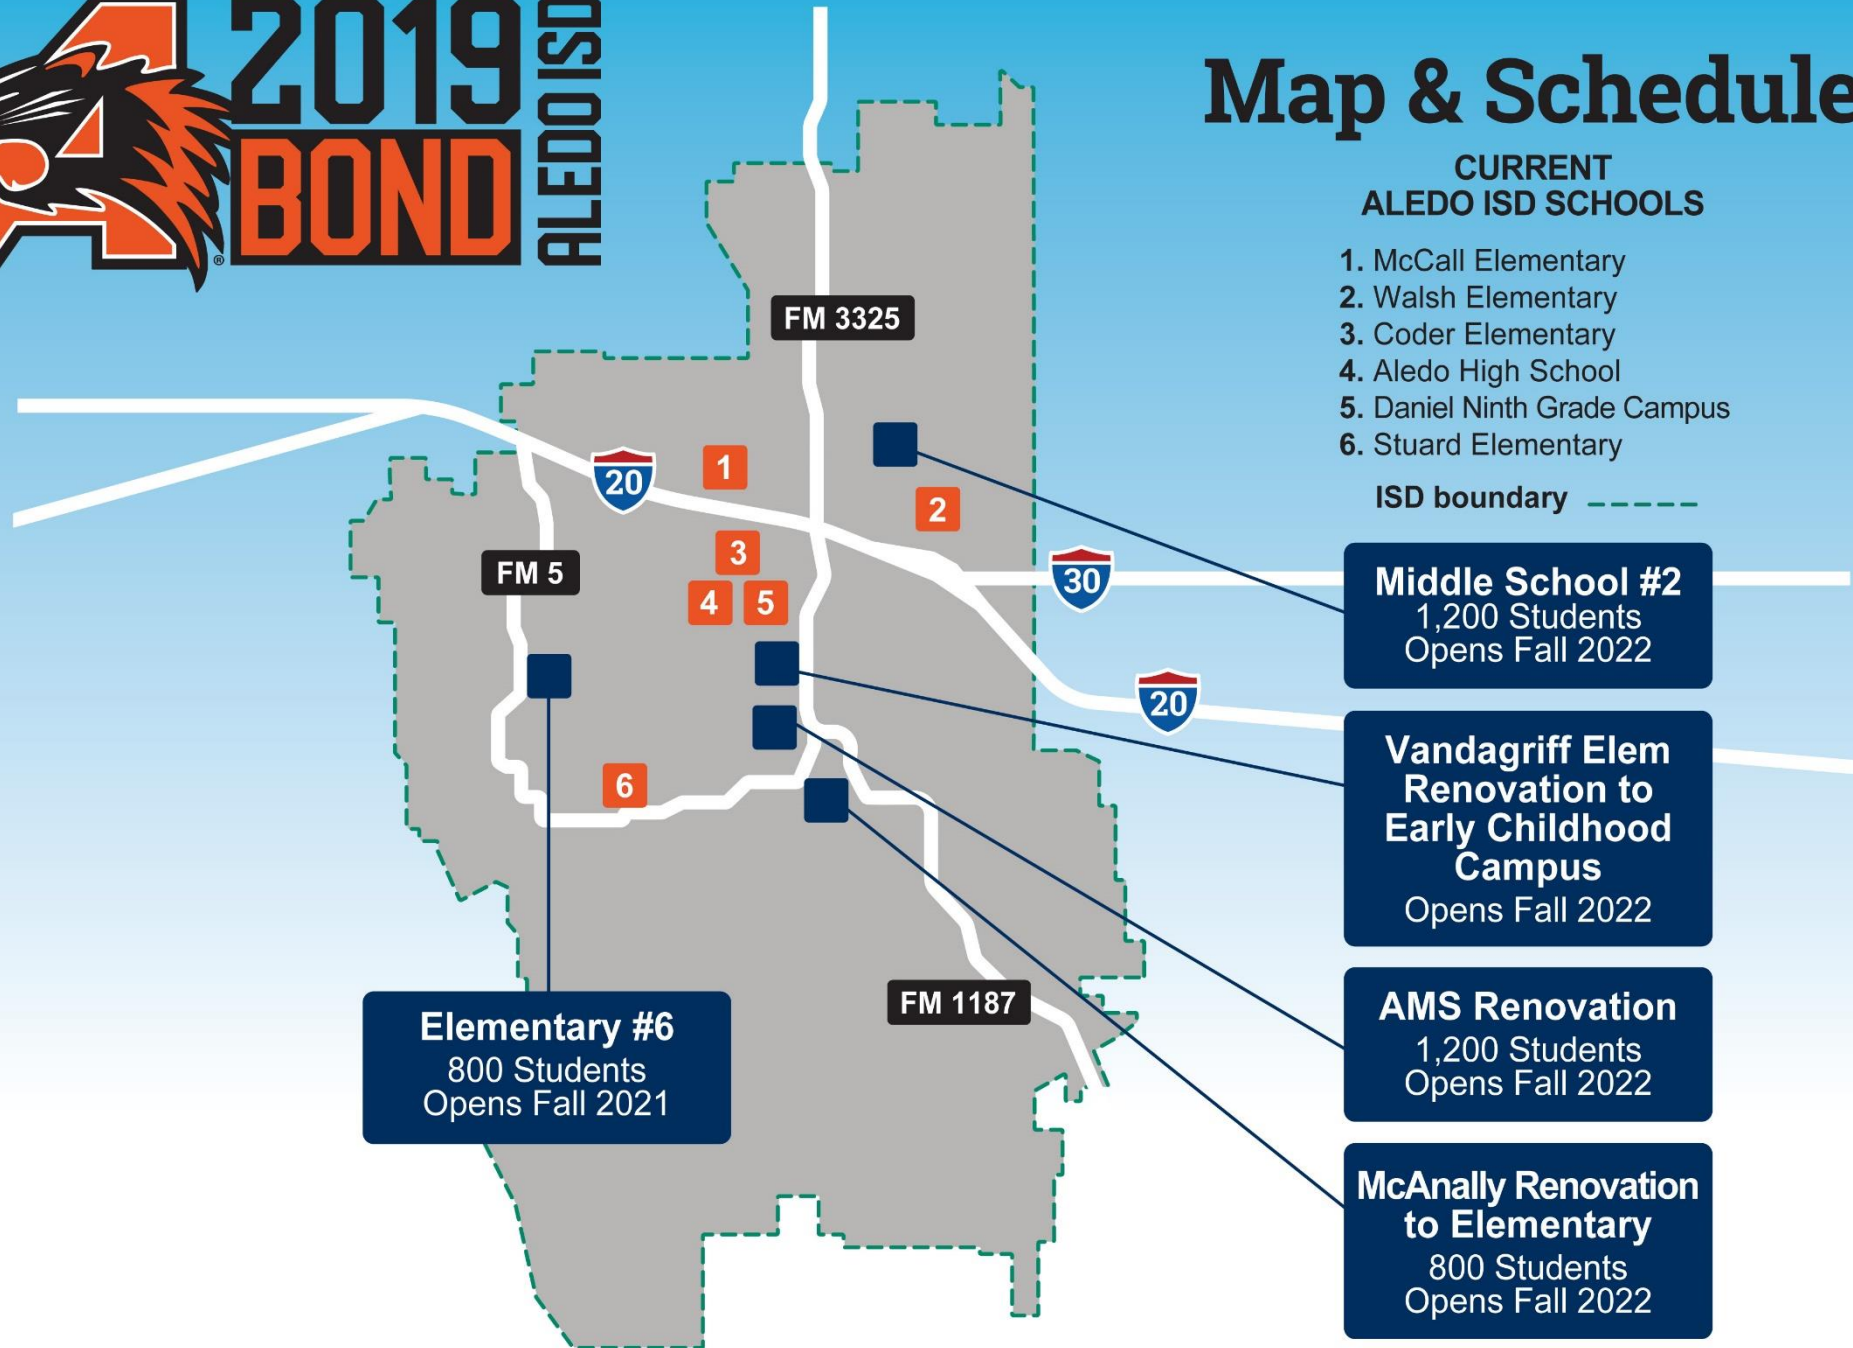 2019
BOND
ALEDO ISD
®
Map & Schedule
CURRENT
ALEDO ISD SCHOOLS
1. McCall Elementary
2. Walsh Elementary
3. Coder Elementary
4. Aledo High School
5. Daniel Ninth Grade Campus
6. Stuard Elementary
ISD boundary
FM 3325
20
1
2
3
FM 5
4
5
30
20
6
FM 1187
Middle School #2
1,200 Students
Opens Fall 2022
Vandagriff Elem
Renovation to
Early Childhood
Campus
Opens Fall 2022
AMS Renovation
1,200 Students
Opens Fall 2022
McAnally Renovation
to Elementary
800 Students
Opens Fall 2022
Elementary #6
800 Students
Opens Fall 2021